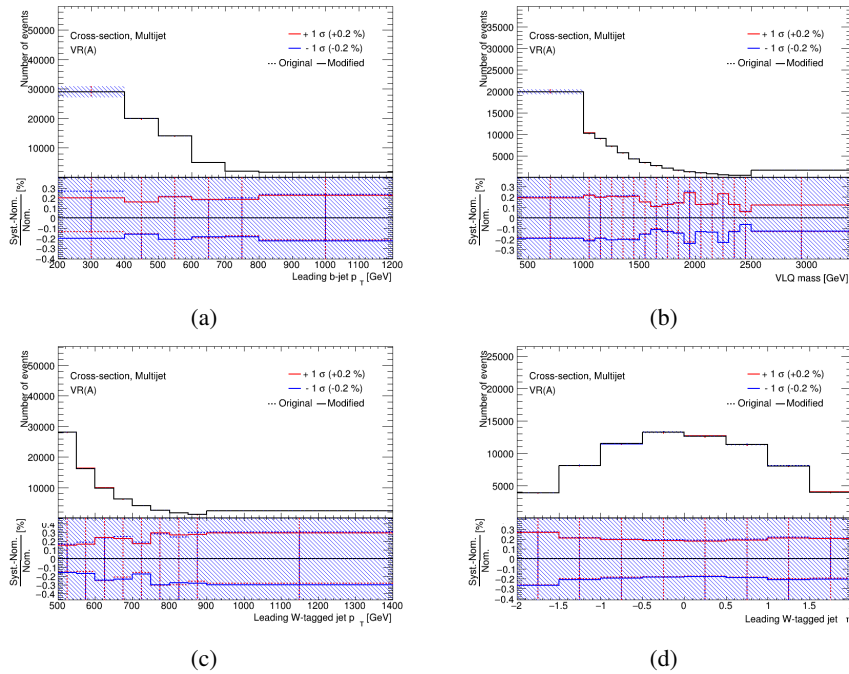 Number of events
50000
40000
30000
20000
10000
Cross-section, Multijet
VR(A)
+ 1 σ (+0.2 %)
- 1 σ (-0.2 %)
Original Modified
Syst.-Nom.
Nom.
[%]
0.3
0.2
0.1
0
-0.1
-0.2
-0.3
-0.4
200 300 400 500 600 700 800 900 1000 1100 1200
Leading b-jet p T [GeV]
(a)
Number of events
35000
30000
25000
20000
15000
10000
5000
Cross-section, Multijet
VR(A)
+ 1 σ (+0.2 %)
- 1 σ (-0.2 %)
Original Modified
Syst.-Nom.
Nom.
[%]
0.3
0.2
0.1
0
-0.1
-0.2
-0.3
500 1000 1500 2000 2500 3000
VLQ mass [GeV]
(b)
Number of events
50000
40000
30000
20000
10000
Cross-section, Multijet
VR(A)
+ 1 σ (+0.2 %)
- 1 σ (-0.2 %)
Original Modified
Syst.-Nom.
Nom.
[%]
0.4
0.3
0.2
0.1
0
-0.1
-0.2
-0.3
-0.4
500 600 700 800 900 1000 1100 1200 1300 1400
Leading W-tagged jet p T [GeV]
(c)
Number of events
25000
20000
15000
10000
5000
Cross-section, Multijet
VR(A)
+ 1 σ (+0.2 %)
- 1 σ (-0.2 %)
Original Modified
Syst.-Nom.
Nom.
[%]
0.3
0.2
0.1
0
-0.1
-0.2
-0.3
-0.4
-2 -1.5 -1 -0.5 0 0.5 1 1.5 2
Leading W-tagged jet
(d)